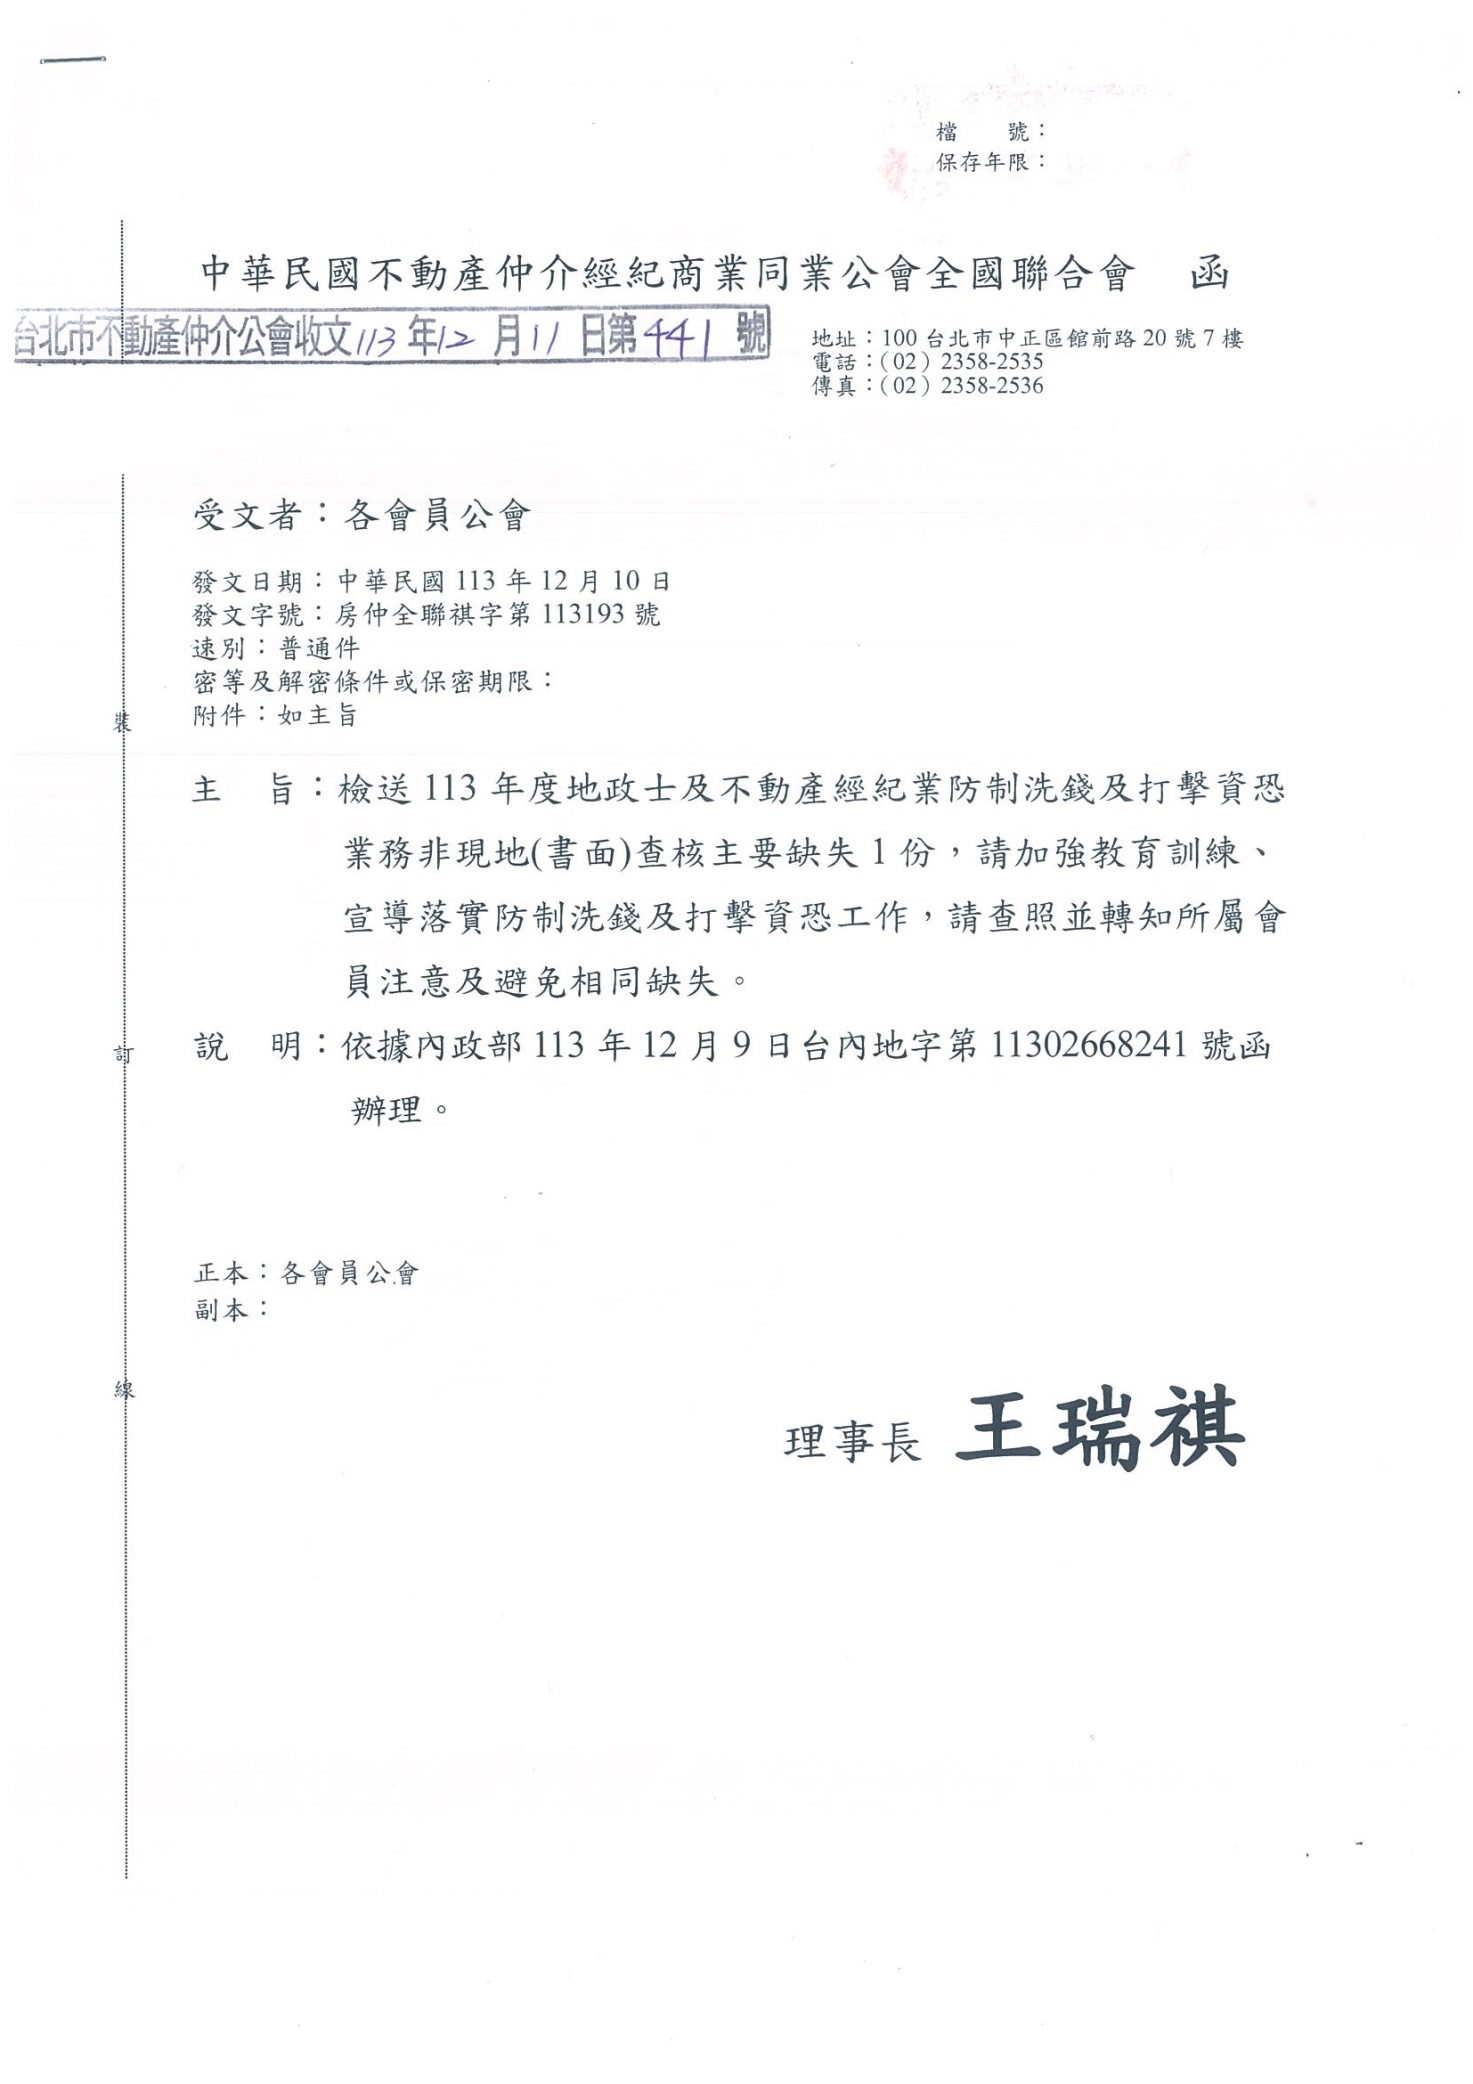 檔　　號：
保存年限：
中華民國不動產仲介經紀商業同業公會全國聯合會　函
台北市不動產仲介公會收文113年12月11日第441號
地址：100台北市中正區館前路20號7樓
電話：(02) 2358-2535
傳真：(02) 2358-2536
受文者：各會員公會
發文日期：中華民國113年12月10日
發文字號：房仲全聯祺字第113193號
速別：普通件
密等及解密條件或保密期限：
附件：如主旨
裝
主　旨：檢送113年度地政士及不動產經紀業防制洗錢及打擊資恐
業務非現地(書面)查核主要缺失1份，請加強教育訓練、
宣導落實防制洗錢及打擊資恐工作，請查照並轉知所屬會
員注意及避免相同缺失。
訂
說　明：依據內政部113年12月9日台內地字第11302668241號函
辦理。
正本：各會員公會
副本：
線
理事長 王瑞祺